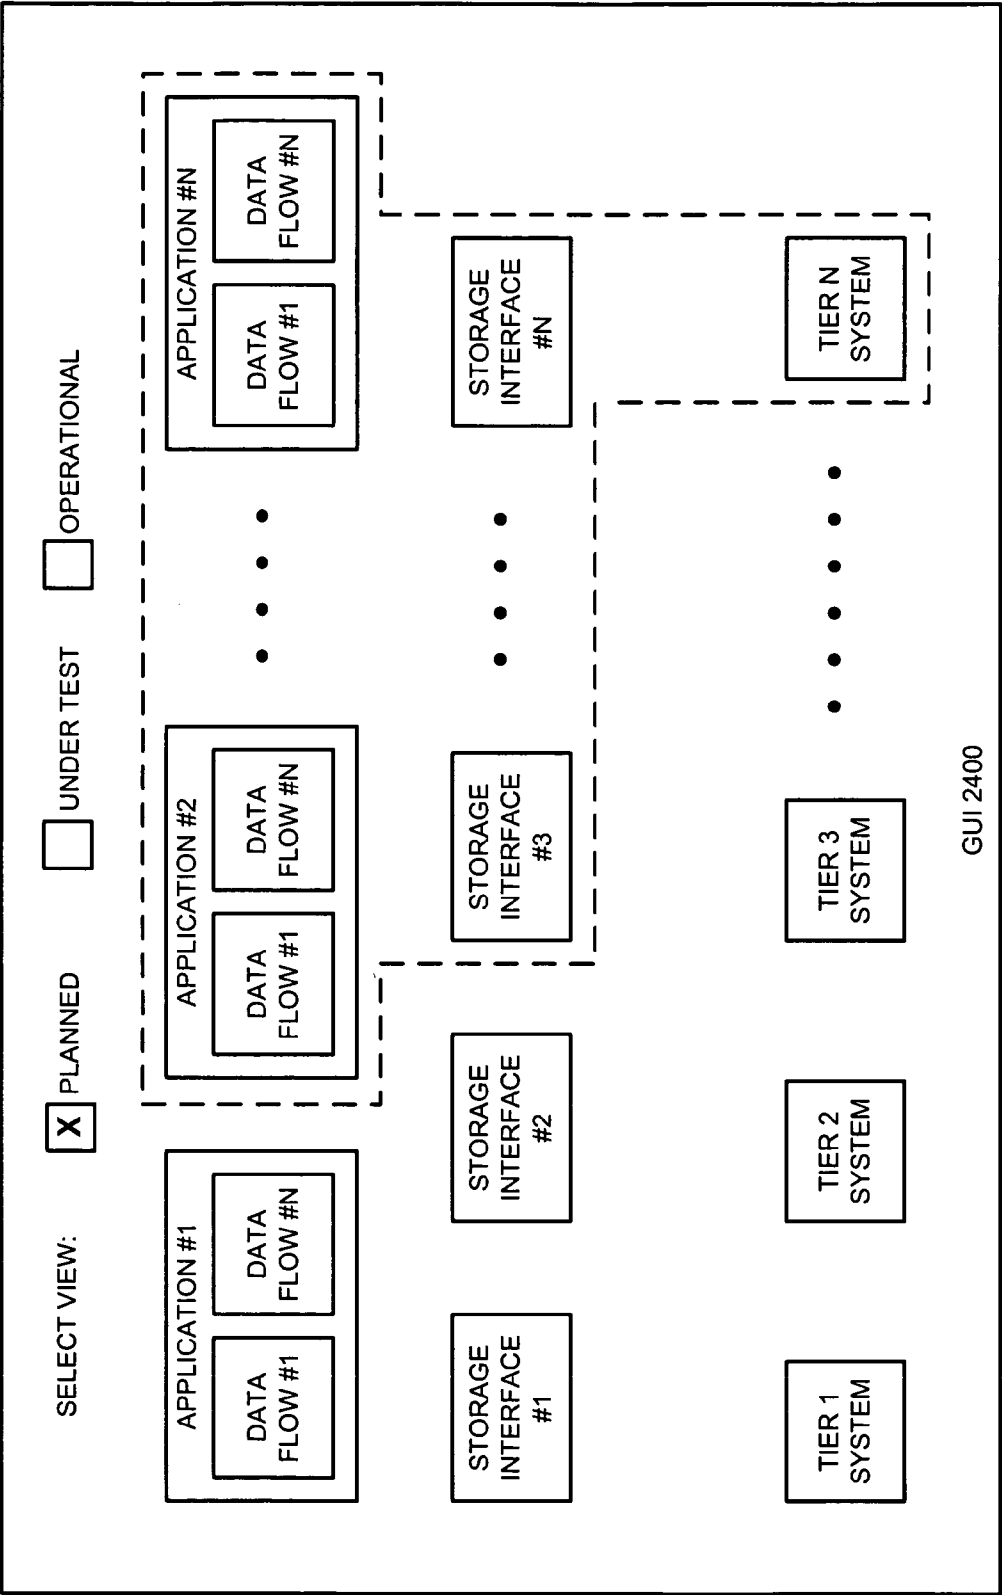 SELECT VIEW:
X
PLANNED
UNDER TEST
OPERATIONAL
APPLICATION #1
DATA
FLOW #1
DATA
FLOW #N
APPLICATION #2
DATA
FLOW #1
DATA
FLOW #N
APPLICATION #N
DATA
FLOW #1
DATA
FLOW #N
STORAGE
INTERFACE
#1
STORAGE
INTERFACE
#2
STORAGE
INTERFACE
#3
STORAGE
INTERFACE
#N
TIER 1
SYSTEM
TIER 2
SYSTEM
TIER 3
SYSTEM
TIER N
SYSTEM
GUI 2400